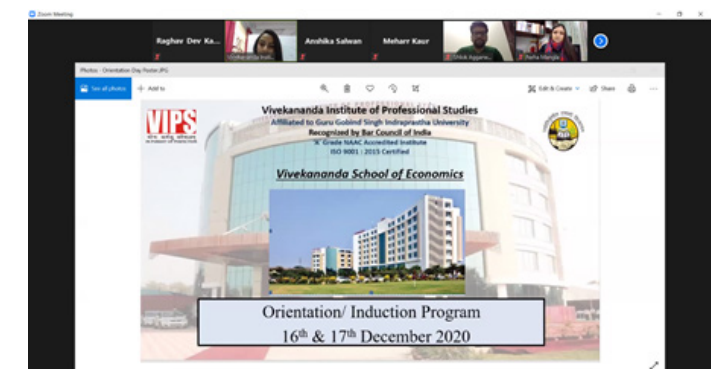 Zoom Meeting
Raghav Dev Ka...
Anshika Salwan
Meharr Kaur
Photos - Orientation Day Poster.JPG
See all photos
+ Add to
Edit & Create
Share
VIPS
Vivekananda Institute of Professional Studies
Affiliated to Guru Gobind Singh Indraprastha University
Recognized by Bar Council of India
'A' Grade NAAC Accredited Institute
ISO 9001 : 2015 Certified
Vivekananda School of Economics
Orientation/ Induction Program
16th & 17th December 2020